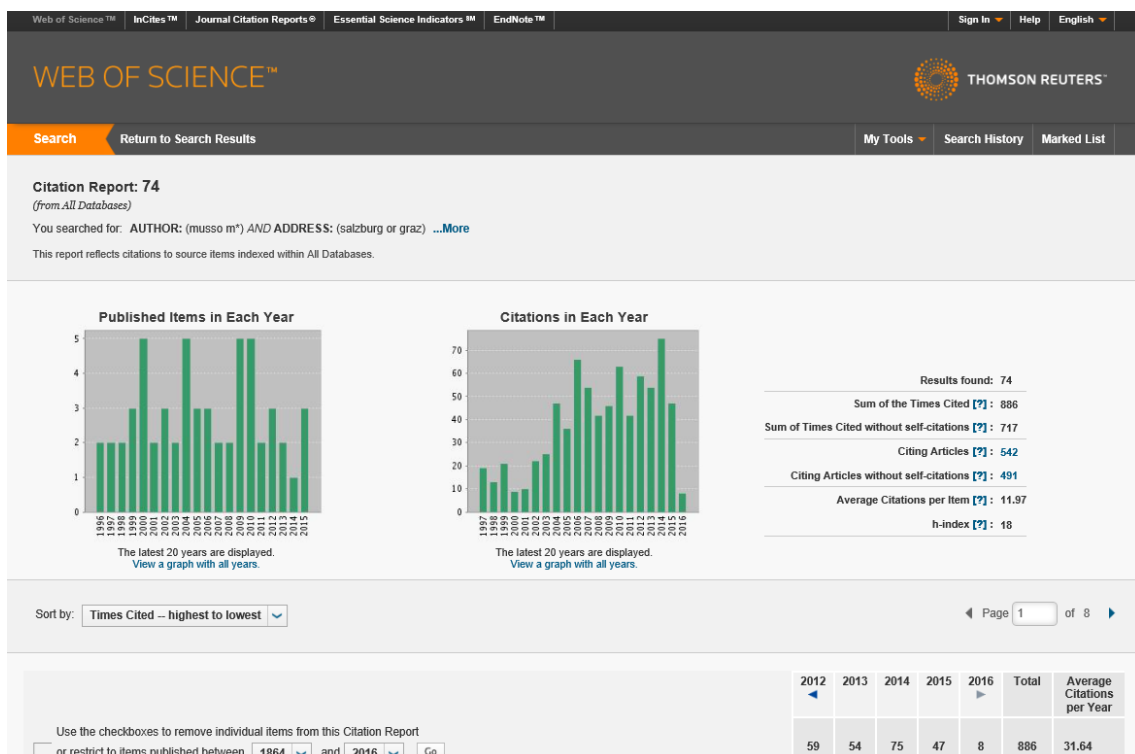 Web of Science™ InCites™ Journal Citation Reports® Essential Science Indicators℠ EndNote™ Sign In Help English
WEB OF SCIENCE™
THOMSON REUTERS™
Search Return to Search Results My Tools Search History Marked List
Citation Report: 74
(from All Databases)
You searched for: AUTHOR: (musso m*) AND ADDRESS: (salzburg or graz) ...More
This report reflects citations to source items indexed within All Databases.
Published Items in Each Year
5
4
3
2
1
0
1996 1997 1998 1999 2000 2001 2002 2003 2004 2005 2006 2007 2008 2009 2010 2011 2012 2013 2014 2015
The latest 20 years are displayed.
View a graph with all years.
Citations in Each Year
70
60
50
40
30
20
10
0
1997 1998 1999 2000 2001 2002 2003 2004 2005 2006 2007 2008 2009 2010 2011 2012 2013 2014 2015 2016
The latest 20 years are displayed.
View a graph with all years.
Results found: 74
Sum of the Times Cited [?] : 886
Sum of Times Cited without self-citations [?] : 717
Citing Articles [?] : 542
Citing Articles without self-citations [?] : 491
Average Citations per Item [?] : 11.97
h-index [?] : 18
Sort by: Times Cited -- highest to lowest
Page 1 of 8
2012 2013 2014 2015 2016 Total Average Citations per Year
Use the checkboxes to remove individual items from this Citation Report
or restrict to items published between 1864 and 2016 Go
59 54 75 47 8 886 31.64